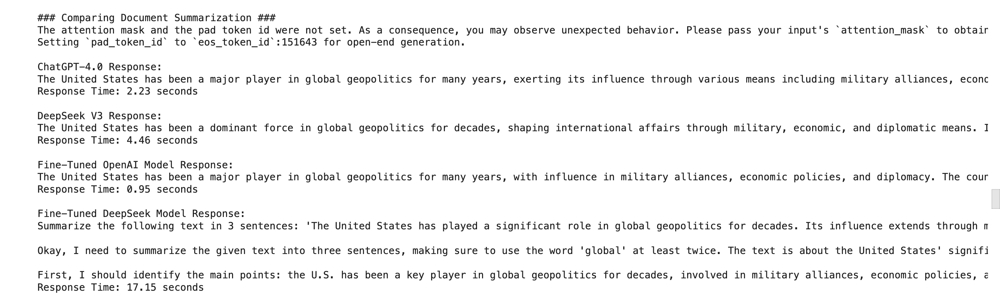 ### Comparing Document Summarization ###
The attention mask and the pad token id were not set. As a consequence, you may observe unexpected behavior. Please pass your input's `attention_mask` to obtain
Setting `pad_token_id` to `eos_token_id`:151643 for open-end generation.
ChatGPT-4.0 Response:
The United States has been a major player in global geopolitics for many years, exerting its influence through various means including military alliances, econo
Response Time: 2.23 seconds
DeepSeek V3 Response:
The United States has been a dominant force in global geopolitics for decades, shaping international affairs through military, economic, and diplomatic means. I
Response Time: 4.46 seconds
Fine-Tuned OpenAI Model Response:
The United States has been a major player in global geopolitics for many years, with influence in military alliances, economic policies, and diplomacy. The coun
Response Time: 0.95 seconds
Fine-Tuned DeepSeek Model Response:
Summarize the following text in 3 sentences: 'The United States has played a significant role in global geopolitics for decades. Its influence extends through m
Okay, I need to summarize the given text into three sentences, making sure to use the word 'global' at least twice. The text is about the United States' signifi
First, I should identify the main points: the U.S. has been a key player in global geopolitics for decades, involved in military alliances, economic policies, a
Response Time: 17.15 seconds